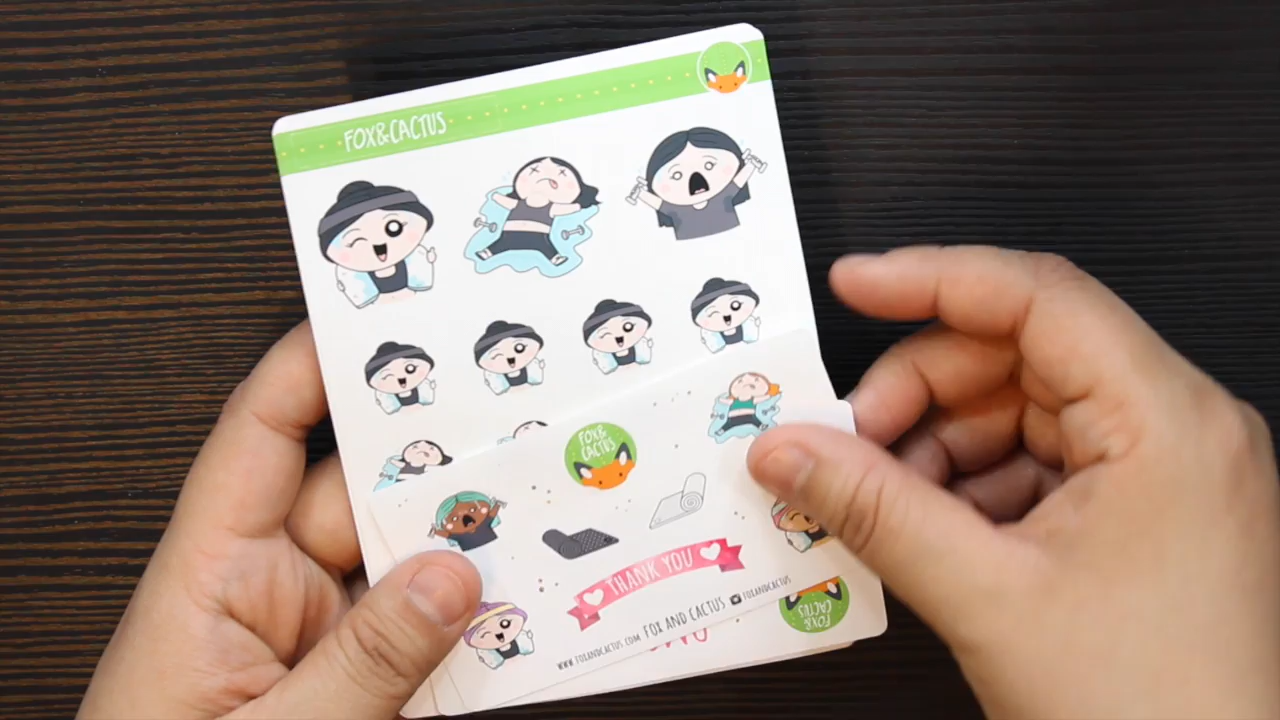 FOX&CACTUS
FOX&
CACTUS
THANK YOU
WWW.FOXANDCACTUS.COM FOX AND CACTUS FOXANDCACTUS
FOX&
CACTUS